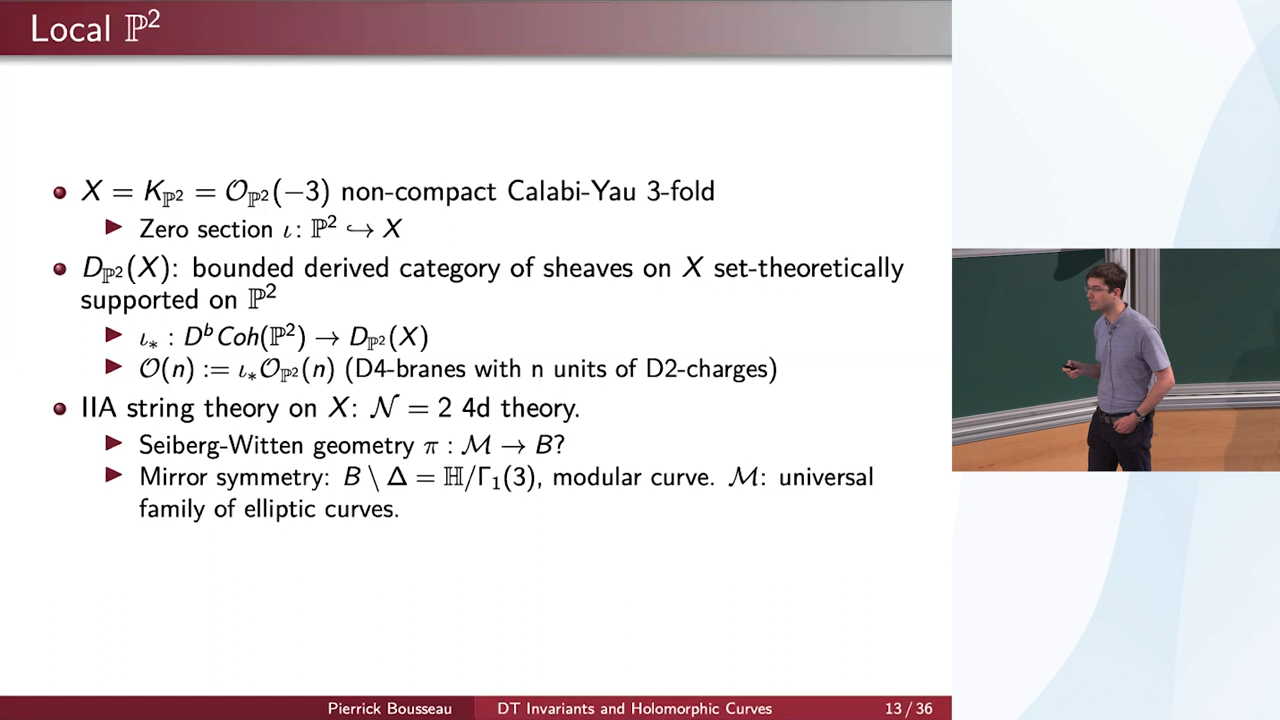 Local ℙ²
X = K_ℙ² = 𝒪_ℙ²(−3) non-compact Calabi-Yau 3-fold
Zero section ι: ℙ² ↪ X
D_ℙ²(X): bounded derived category of sheaves on X set-theoretically
supported on ℙ²
ι_* : D^b Coh(ℙ²) → D_ℙ²(X)
𝒪(n) := ι_*𝒪_ℙ²(n) (D4-branes with n units of D2-charges)
IIA string theory on X: 𝒩 = 2 4d theory.
Seiberg-Witten geometry π : ℳ → B?
Mirror symmetry: B \ Δ = ℍ/Γ₁(3), modular curve. ℳ: universal
family of elliptic curves.
Pierrick Bousseau DT Invariants and Holomorphic Curves 13 / 36